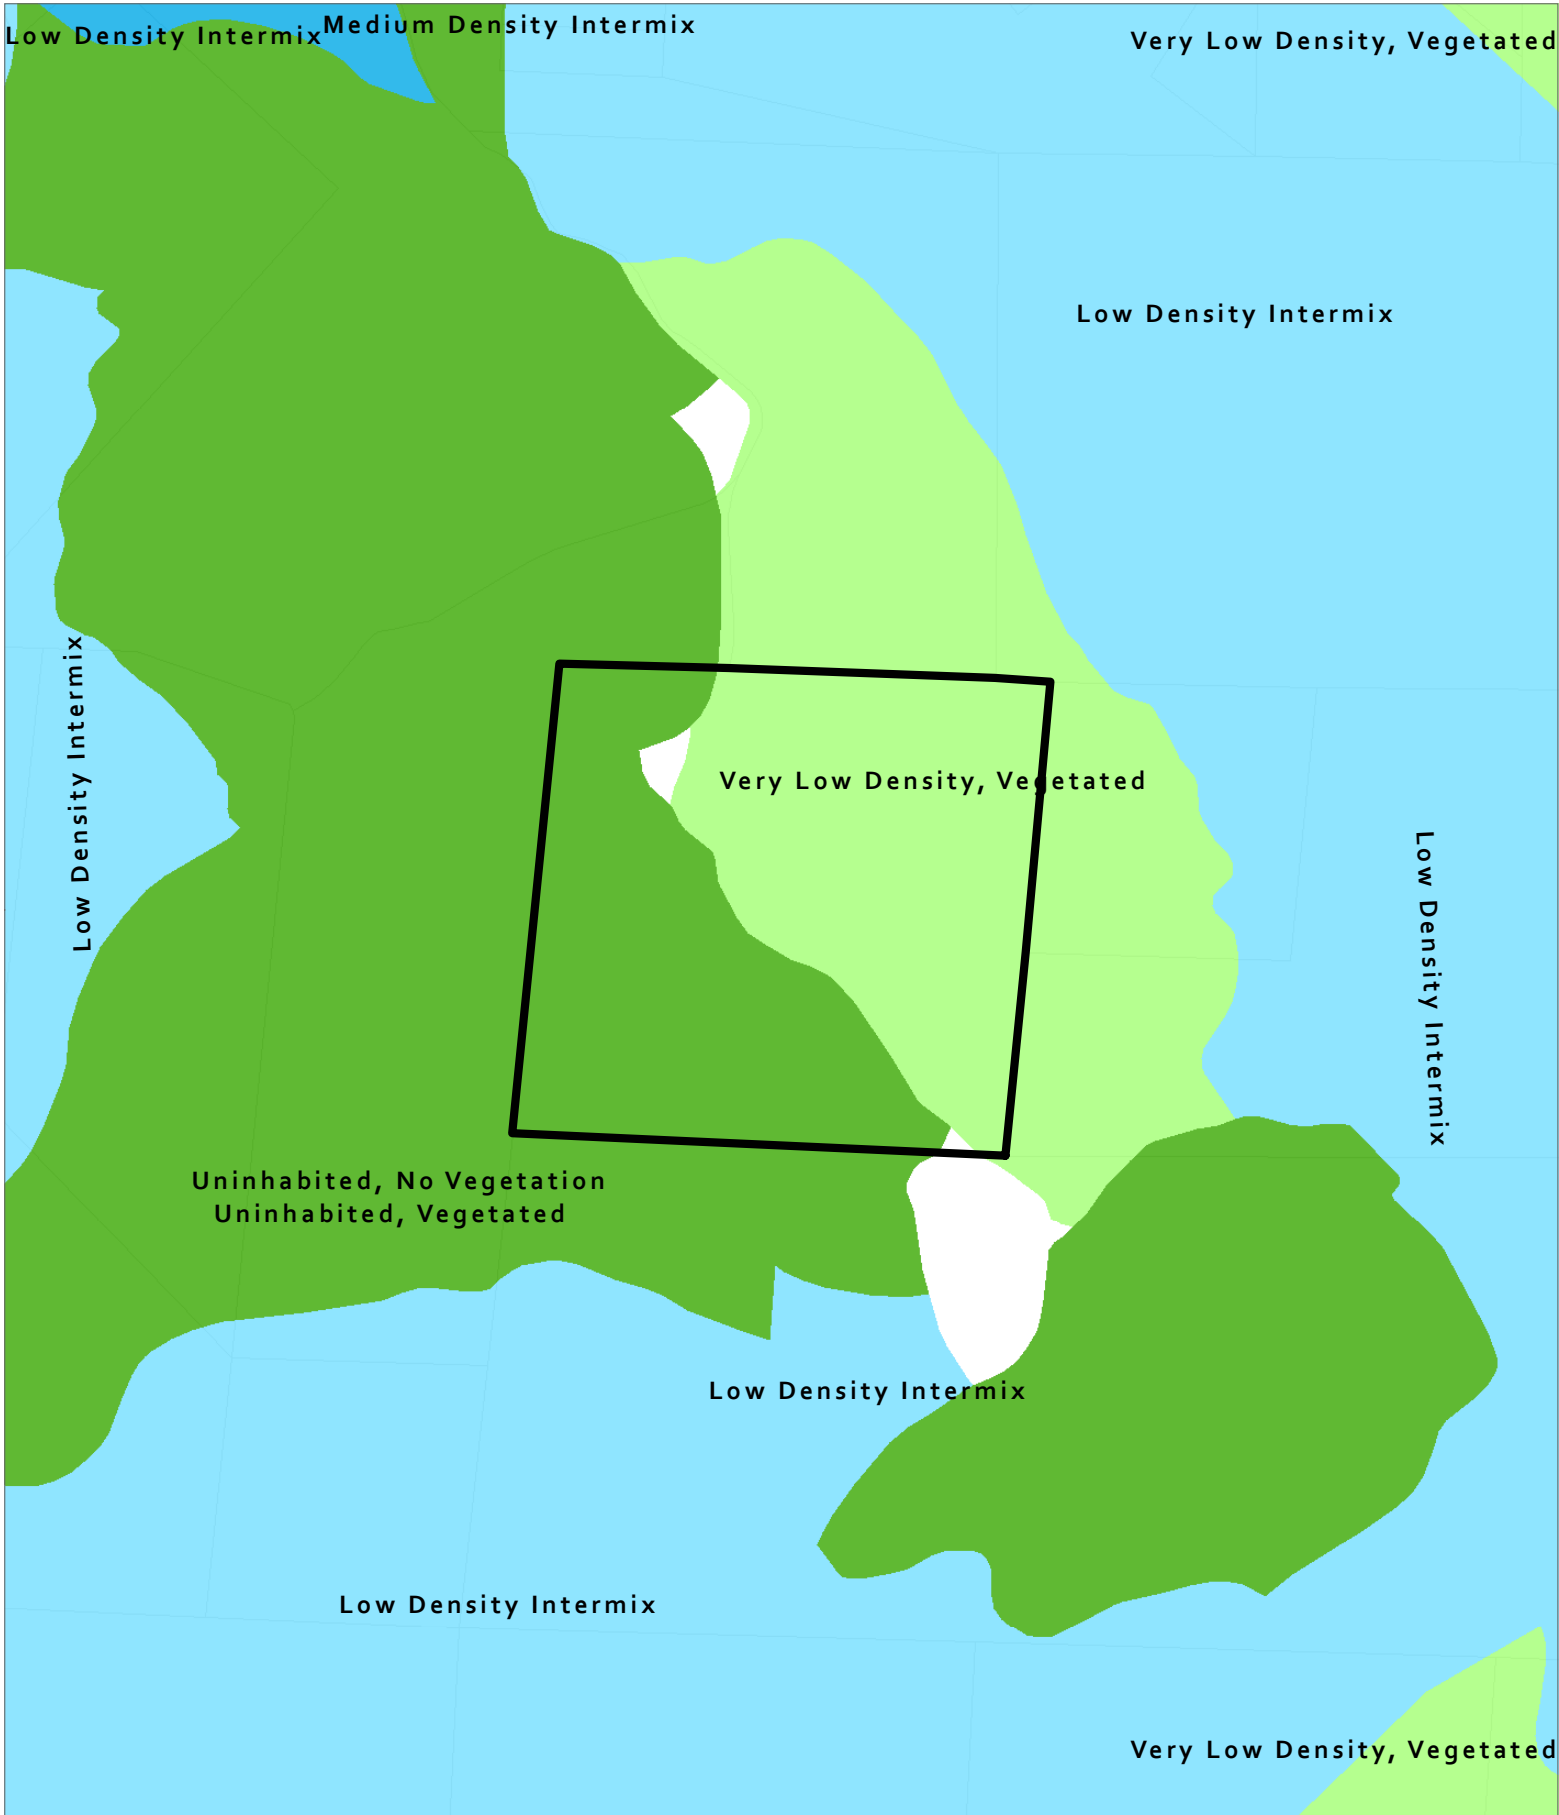 Low Density Intermix
Medium Density Intermix
Very Low Density, Vegetated
Low Density Intermix
Low Density Intermix
Very Low Density, Vegetated
Low Density Intermix
Uninhabited, No Vegetation
Uninhabited, Vegetated
Low Density Intermix
Low Density Intermix
Very Low Density, Vegetated